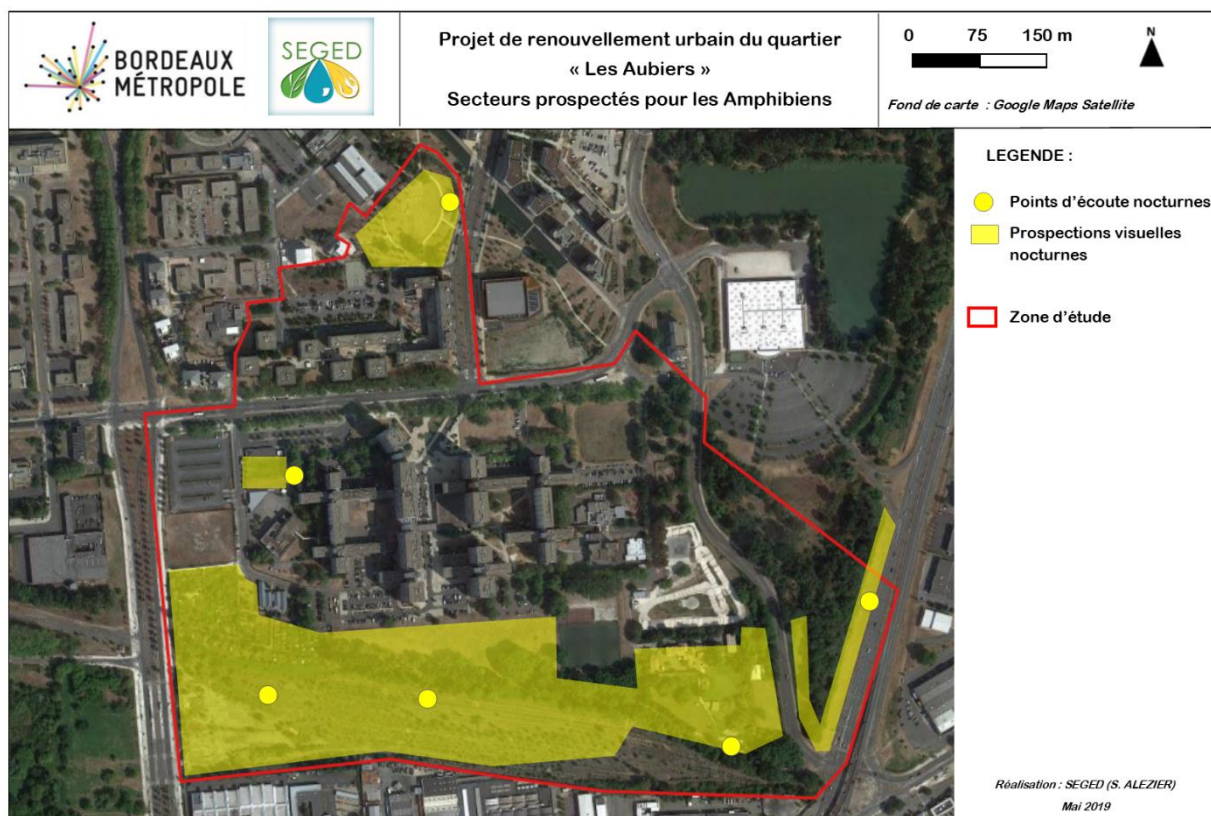 BORDEAUX
MÉTROPOLE
SEGED
Projet de renouvellement urbain du quartier
« Les Aubiers »
Secteurs prospectés pour les Amphibiens
0 75 150 m
N
Fond de carte : Google Maps Satellite
LEGENDE :
Points d'écoute nocturnes
Prospections visuelles
nocturnes
Zone d'étude
Réalisation : SEGED (S. ALEZIER)
Mai 2019